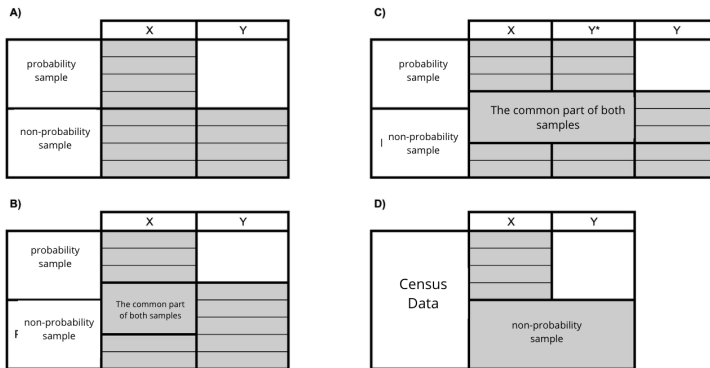 A)
X Y
probability
sample
non-probability
sample
C)
X Y* Y
probability
sample
The common part of both
samples
non-probability
sample
B)
X Y
probability
sample
The common part
of both samples
non-probability
sample
D)
X Y
Census
Data
non-probability
sample